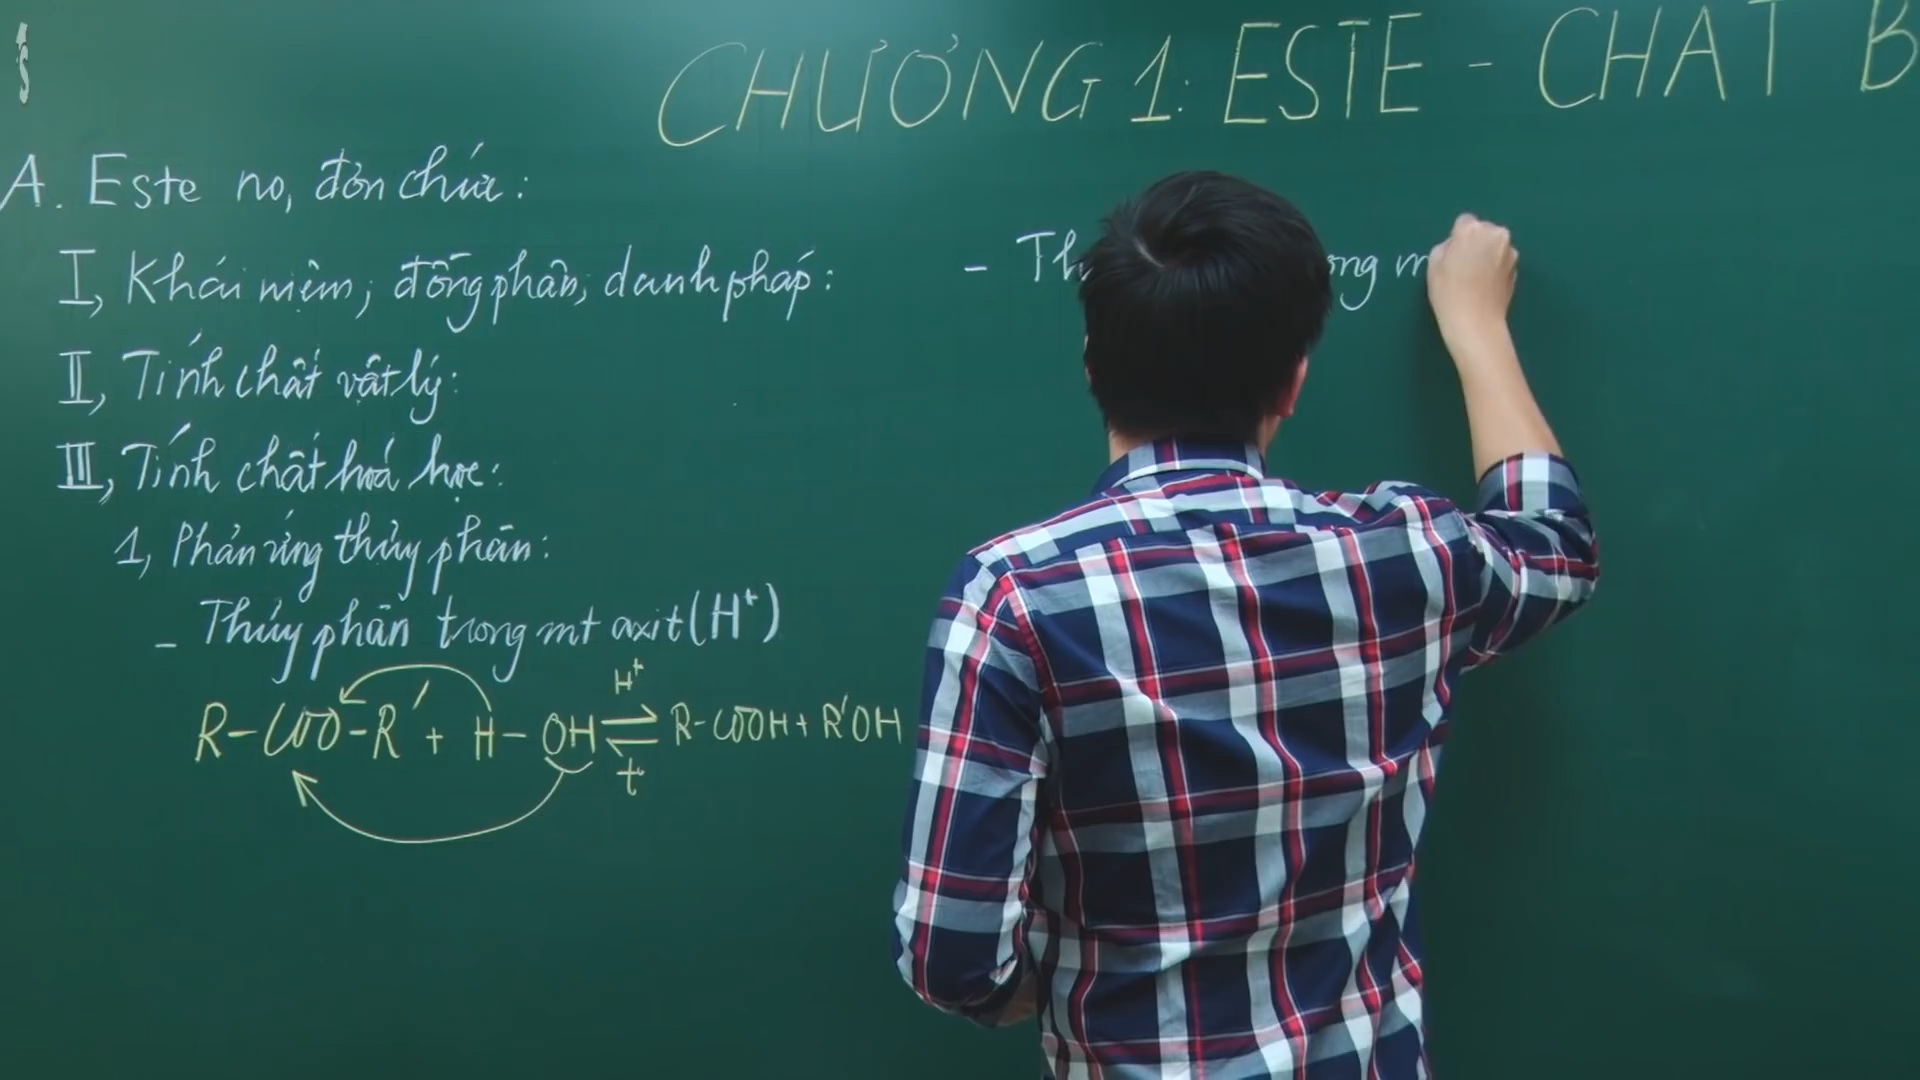 CHƯƠNG 1: ESTE - CHẤT B
A. Este no, đơn chức:
I, Khái niệm, đồng phân, danh pháp:
II, Tính chất vật lý:
III, Tính chất hoá học:
1, Phản ứng thủy phân:
- Thủy phân trong mt axit (H⁺)
R-COO-R' + H-OH ⇌ R-COOH + R'OH
H⁺
t°
- Th ong m